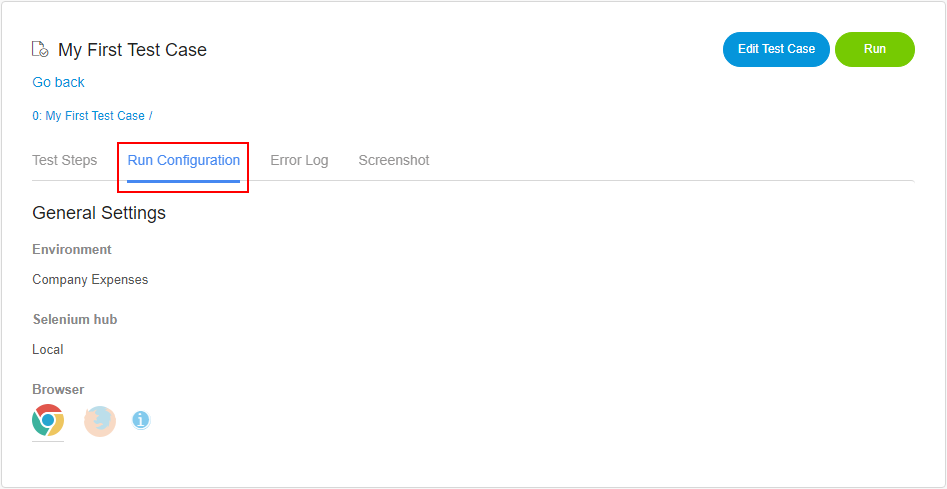 My First Test Case
Edit Test Case
Run
Go back
0: My First Test Case /
Test Steps
Run Configuration
Error Log
Screenshot
General Settings
Environment
Company Expenses
Selenium hub
Local
Browser
i